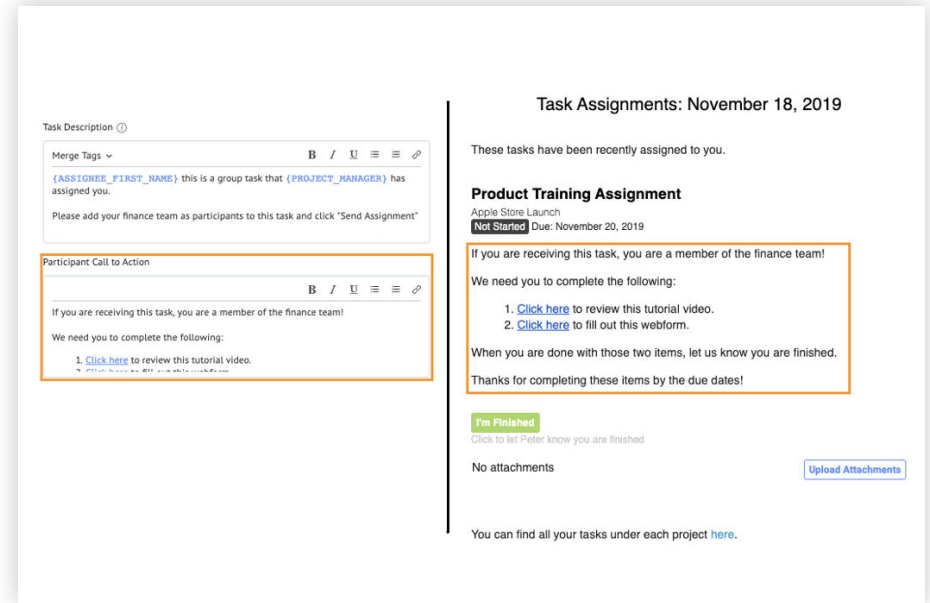 Task Description
Merge Tags
B I U
{ASSIGNEE_FIRST_NAME} this is a group task that {PROJECT_MANAGER} has
assigned you.
Please add your finance team as participants to this task and click "Send Assignment"
Participant Call to Action
B I U
If you are receiving this task, you are a member of the finance team!
We need you to complete the following:
1. Click here to review this tutorial video.
2. Click here to fill out this webform.
Task Assignments: November 18, 2019
These tasks have been recently assigned to you.
Product Training Assignment
Apple Store Launch
Not Started Due: November 20, 2019
If you are receiving this task, you are a member of the finance team!
We need you to complete the following:
1. Click here to review this tutorial video.
2. Click here to fill out this webform.
When you are done with those two items, let us know you are finished.
Thanks for completing these items by the due dates!
I'm Finished
Click to let Peter know you are finished
No attachments Upload Attachments
You can find all your tasks under each project here.